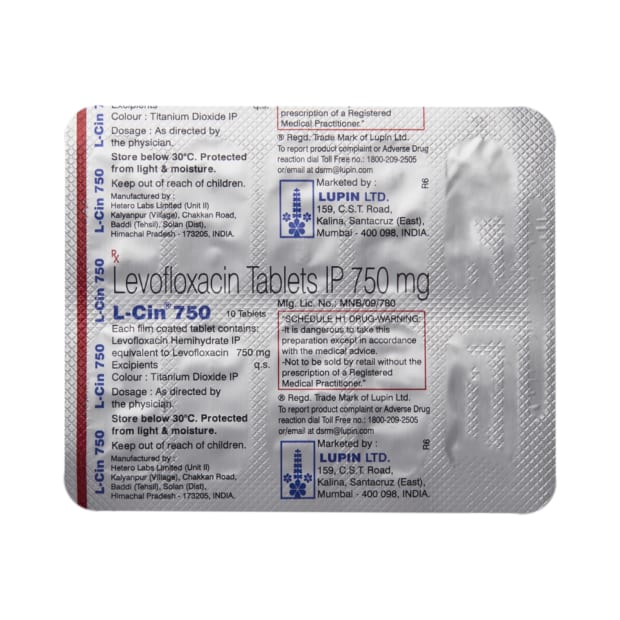 L-Cin 7
L-Cin 750
L-Cin 750
L-Cin 750
L-Cin 750
Excipients q.s.
Colour : Titanium Dioxide IP
Dosage : As directed by
the physician.
Store below 30°C. Protected
from light & moisture.
Keep out of reach of children.
Manufactured by :
Hetero Labs Limited (Unit II)
Kalyanpur (Village), Chakkan Road,
Baddi (Tehsil), Solan (Dist),
Himachal Pradesh - 173205, INDIA.
prescription of a Registered
Medical Practitioner."
® Regd. Trade Mark of Lupin Ltd.
To report product complaint or Adverse Drug
reaction dial Toll Free no.: 1800-209-2505
or/email at dsrm@lupin.com
Marketed by :
LUPIN LTD.
159, C.S.T. Road,
Kalina, Santacruz (East),
Mumbai - 400 098, INDIA.
R6
Rx
Levofloxacin Tablets IP 750 mg
L-Cin® 750 10 Tablets
Mfg. Lic. No.: MNB/09/780
Each film coated tablet contains:
Levofloxacin Hemihydrate IP
equivalent to Levofloxacin 750 mg
Excipients q.s.
Colour : Titanium Dioxide IP
Dosage : As directed by
the physician.
Store below 30°C. Protected
from light & moisture.
Keep out of reach of children.
Manufactured by :
Hetero Labs Limited (Unit II)
Kalyanpur (Village), Chakkan Road,
Baddi (Tehsil), Solan (Dist),
Himachal Pradesh - 173205, INDIA.
"SCHEDULE H1 DRUG-WARNING:
-It is dangerous to take this
preparation except in accordance
with the medical advice.
-Not to be sold by retail without the
prescription of a Registered
Medical Practitioner."
® Regd. Trade Mark of Lupin Ltd.
To report product complaint or Adverse Drug
reaction dial Toll Free no.: 1800-209-2505
or/email at dsrm@lupin.com
Marketed by :
LUPIN LTD.
159, C.S.T. Road,
Kalina, Santacruz (East),
Mumbai - 400 098, INDIA.
R6